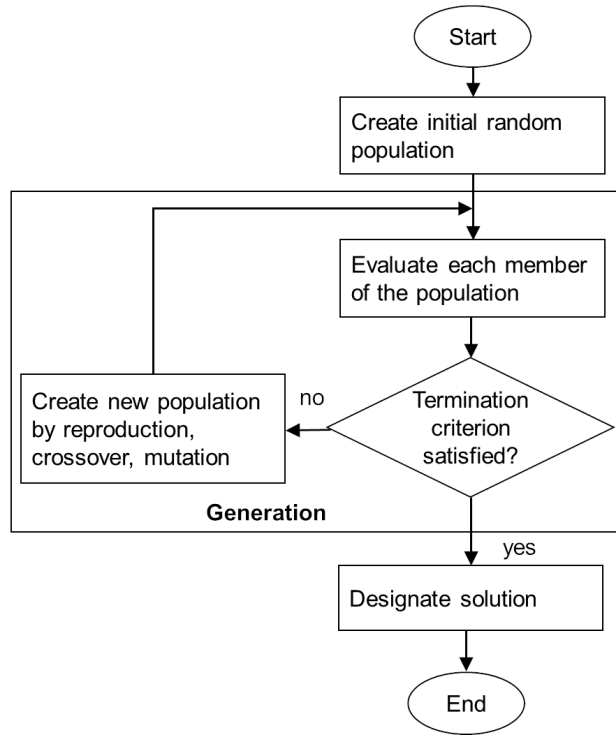 Start
Create initial random
population
Evaluate each member
of the population
Termination
criterion
satisfied?
no
Create new population
by reproduction,
crossover, mutation
Generation
yes
Designate solution
End